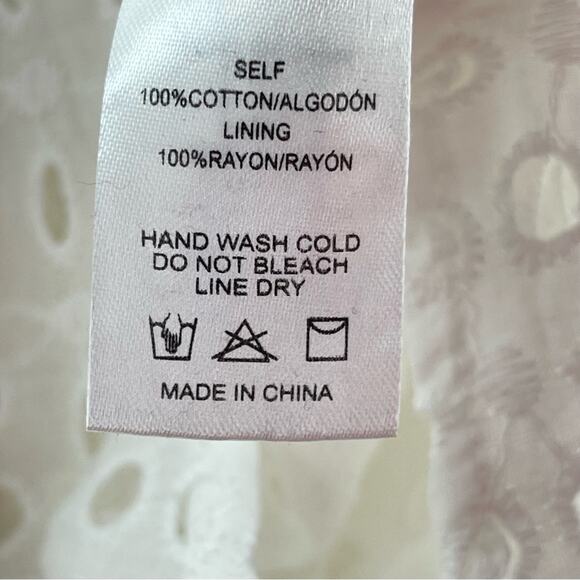 SELF
100%COTTON/ALGODÓN
LINING
100%RAYON/RAYÓN
HAND WASH COLD
DO NOT BLEACH
LINE DRY
MADE IN CHINA